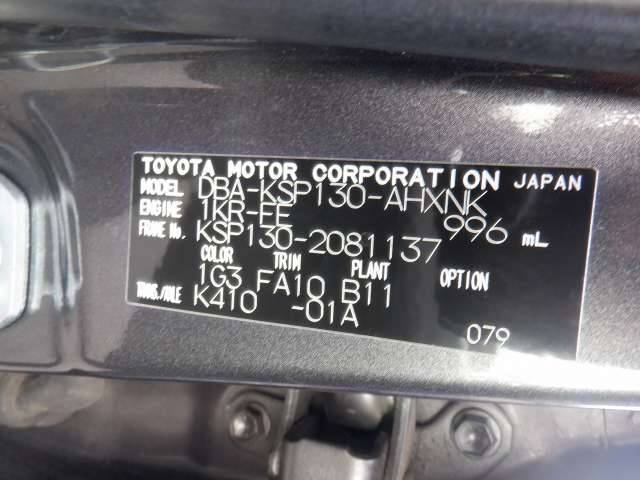 TOYOTA MOTOR CORPORATION JAPAN
MODEL DBA-KSP130-AHXNK
ENGINE 1KR-FE 996 mL
FRAME No. KSP130-2081137
COLOR TRIM PLANT OPTION
1G3 FA10 B11
TRANS./AXLE K410 -01A 079